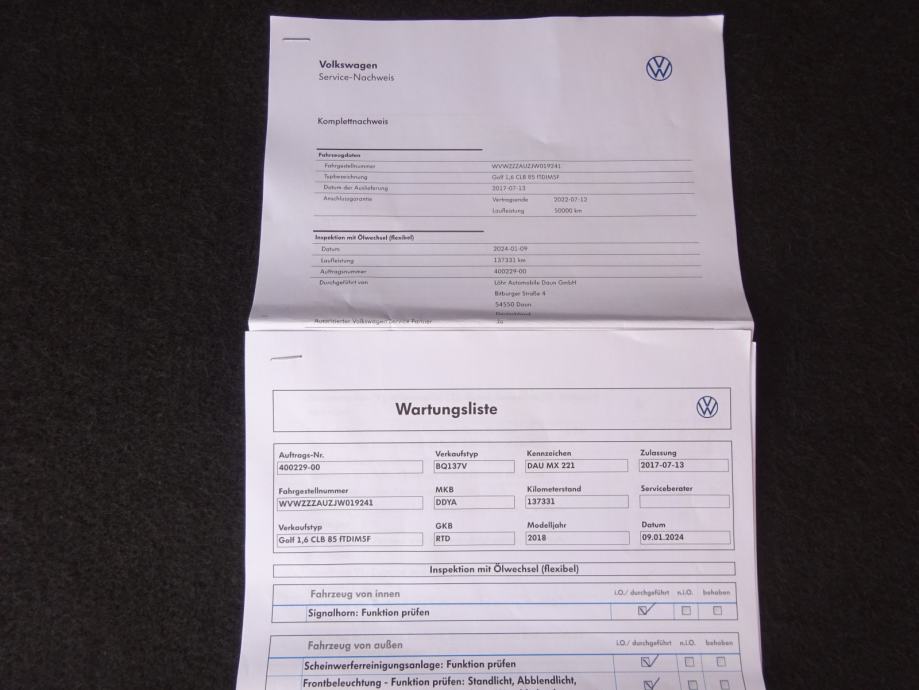 Volkswagen
Service-Nachweis
Komplettnachweis
Fahrzeugdaten
Fahrgestellnummer WVWZZZAUZJW019241
Typbezeichnung Golf 1,6 CLB 85 fTDIM5F
Datum der Auslieferung 2017-07-13
Anschlussgarantie Vertragsende 2022-07-12
Laufleistung 50000 km
Inspektion mit Ölwechsel (flexibel)
Datum 2024-01-09
Laufleistung 137331 km
Auftragsnummer 400229-00
Durchgeführt von Löhr Automobile Daun GmbH
Bitburger Straße 4
54550 Daun
Deutschland
Autorisierter Volkswagen Service Partner Ja
Wartungsliste
Auftrags-Nr. Verkaufstyp Kennzeichen Zulassung
400229-00 BQ137V DAU MX 221 2017-07-13
Fahrgestellnummer MKB Kilometerstand Serviceberater
WVWZZZAUZJW019241 DDYA 137331
Verkaufstyp GKB Modelljahr Datum
Golf 1,6 CLB 85 fTDIM5F RTD 2018 09.01.2024
Inspektion mit Ölwechsel (flexibel)
Fahrzeug von innen i.O./ durchgeführt n.i.O. behoben
Signalhorn: Funktion prüfen
Fahrzeug von außen i.O./ durchgeführt n.i.O. behoben
Scheinwerferreinigungsanlage: Funktion prüfen
Frontbeleuchtung - Funktion prüfen: Standlicht, Abblendlicht,